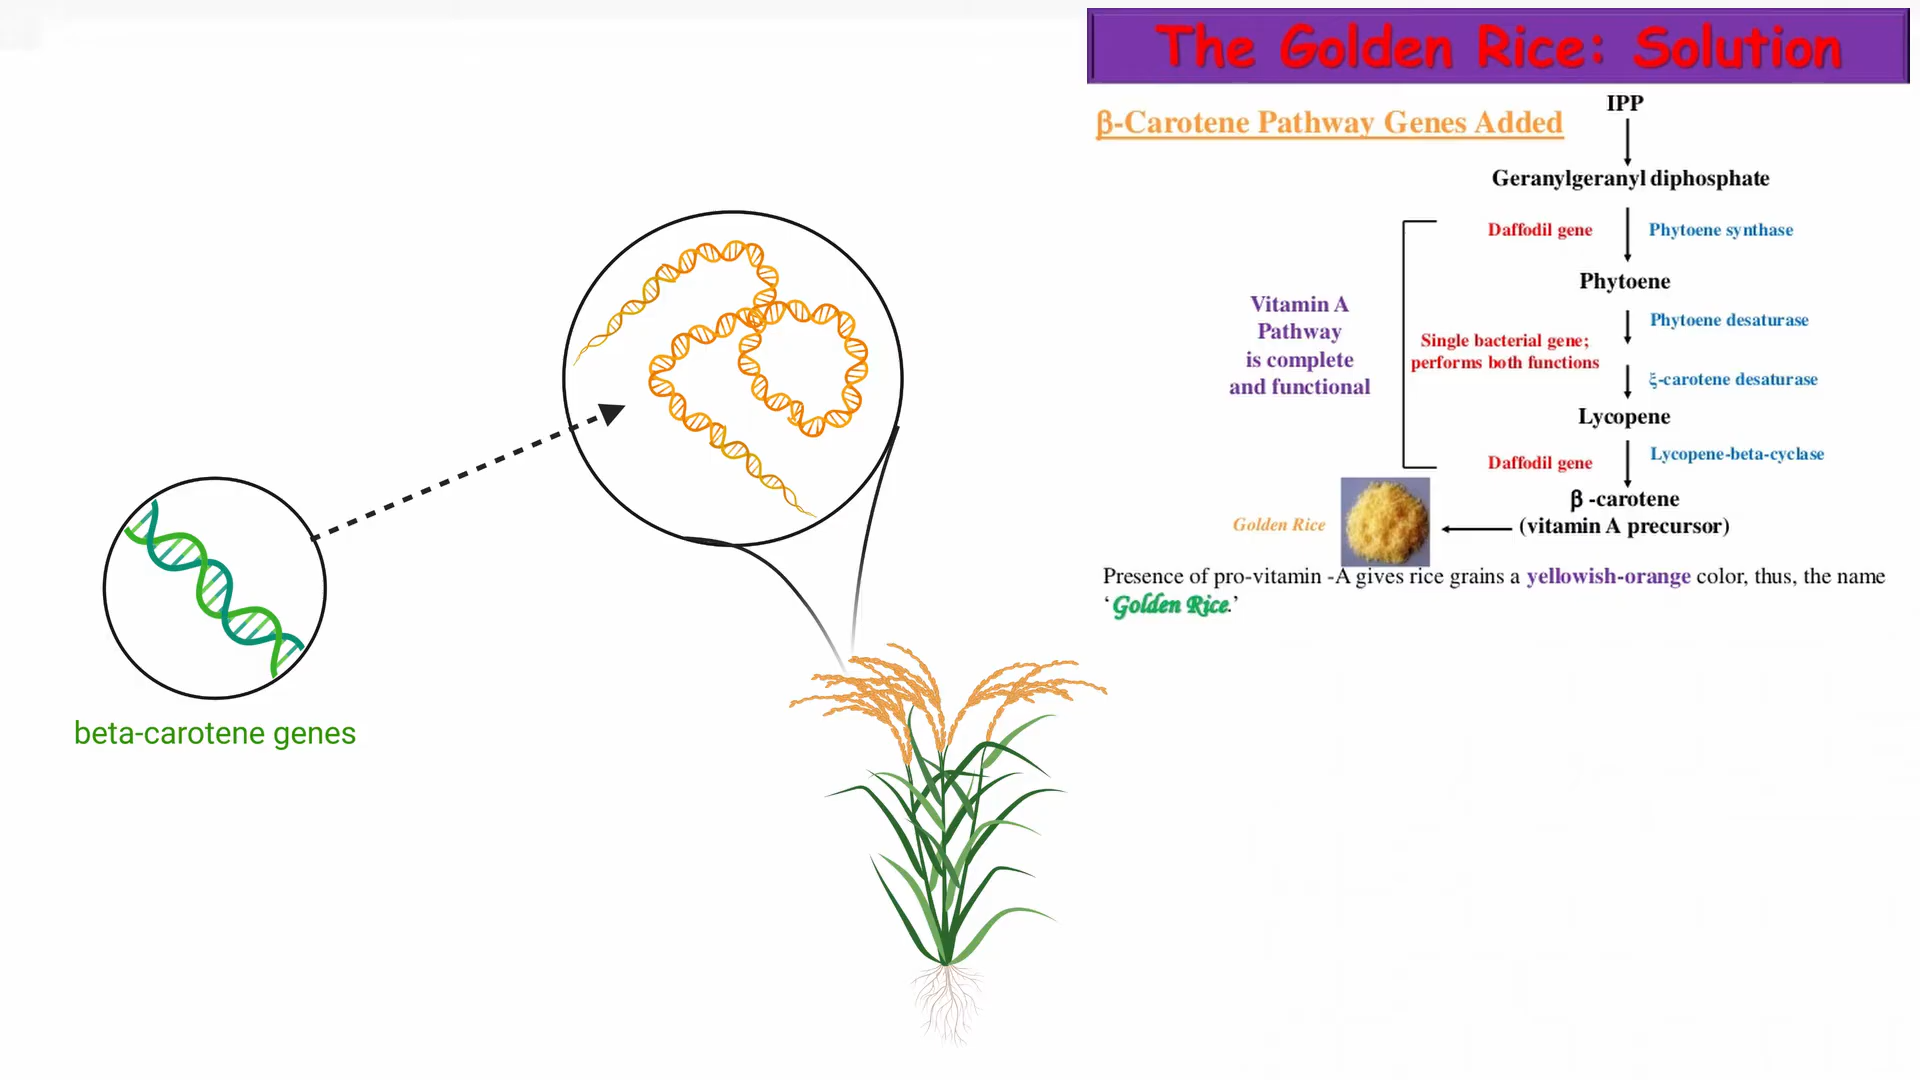 The Golden Rice: Solution
β-Carotene Pathway Genes Added
IPP
Geranylgeranyl diphosphate
Daffodil gene
Phytoene synthase
Phytoene
Vitamin A
Pathway
is complete
and functional
Phytoene desaturase
Single bacterial gene;
performs both functions
ξ-carotene desaturase
Lycopene
Daffodil gene
Lycopene-beta-cyclase
β -carotene
(vitamin A precursor)
Golden Rice
Presence of pro-vitamin -A gives rice grains a yellowish-orange color, thus, the name
‘Golden Rice.’
beta-carotene genes